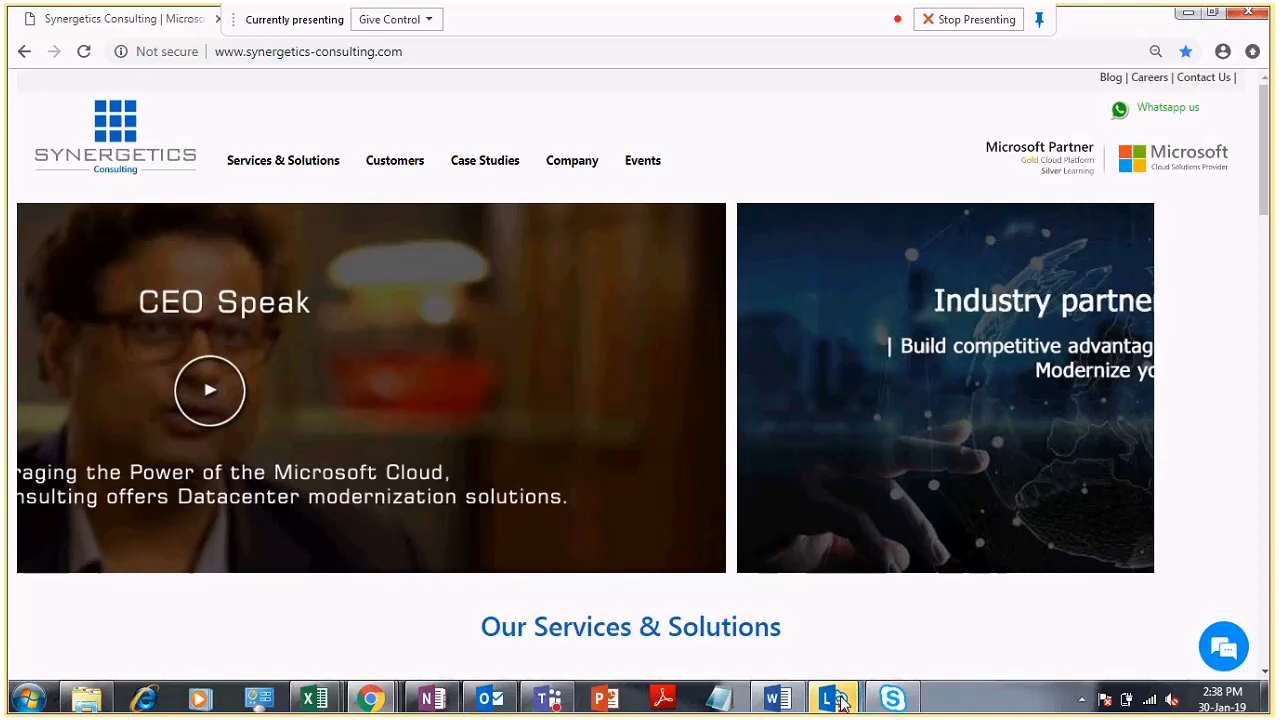 Synergetics Consulting | Microso
Currently presenting
Give Control
Stop Presenting
Not secure | www.synergetics-consulting.com
Blog | Careers | Contact Us |
Whatsapp us
SYNERGETICS
Consulting
Services & Solutions Customers Case Studies Company Events
Microsoft Partner
Gold Cloud Platform
Silver Learning
Microsoft
Cloud Solutions Provider
CEO Speak
raging the Power of the Microsoft Cloud,
nsulting offers Datacenter modernization solutions.
Industry partne
| Build competitive advantag
Modernize yo
Our Services & Solutions
2:38 PM
30-Jan-19